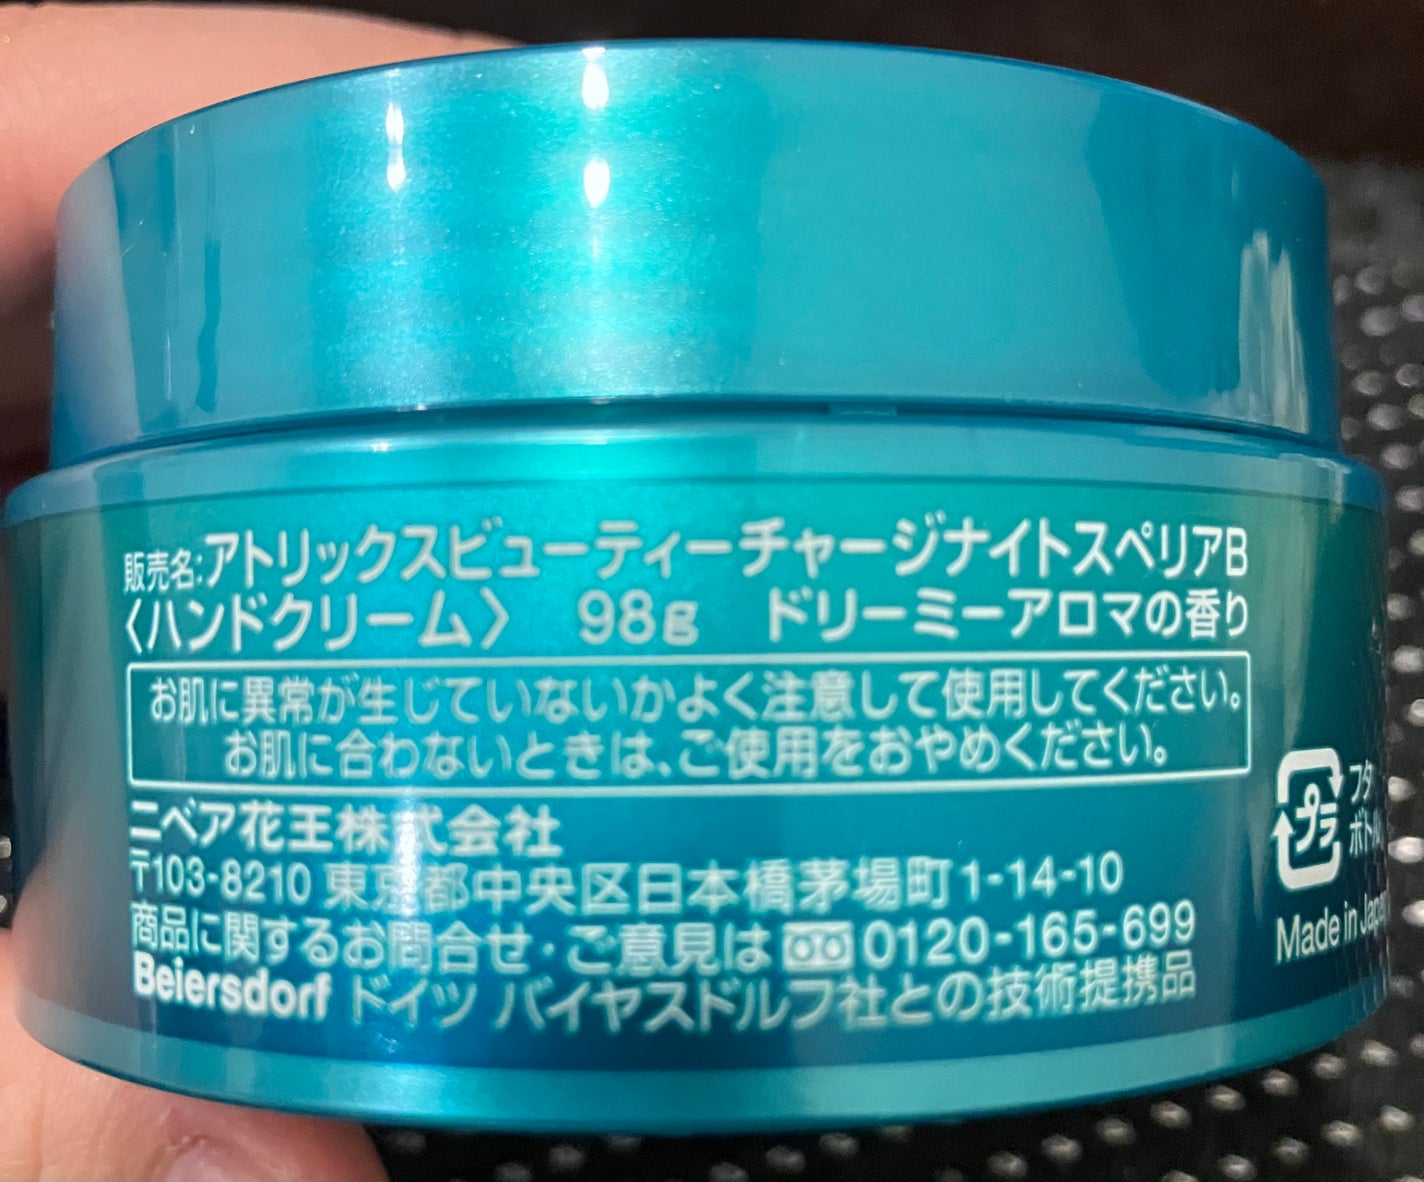 販売名:アトリックスビューティーチャージナイトスペリアB
〈ハンドクリーム〉 98g ドリーミーアロマの香り
お肌に異常が生じていないかよく注意して使用してください。
お肌に合わないときは、ご使用をおやめください。
ニベア花王株式会社
〒103-8210 東京都中央区日本橋茅場町1-14-10
商品に関するお問合せ・ご意見は 0120-165-699
Beiersdorf ドイツ バイヤスドルフ社との技術提携品
プラ
フタ
ボトル
Made in Japan